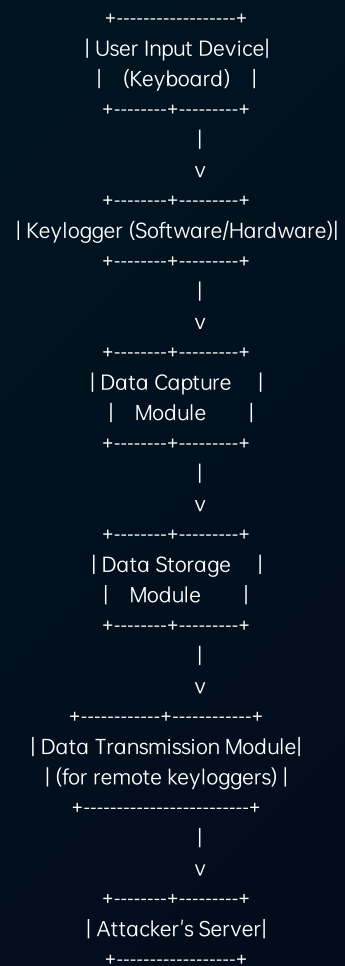 +------------------+
| User Input Device|
|    (Keyboard)    |
+--------+---------+
|
v
+--------+---------+
| Keylogger (Software/Hardware)|
+--------+---------+
|
v
+--------+---------+
| Data Capture     |
|    Module        |
+--------+---------+
|
v
+--------+---------+
| Data Storage     |
|    Module        |
+--------+---------+
|
v
+------------+------------+
| Data Transmission Module|
| (for remote keyloggers) |
+-------------------------+
|
v
+--------+---------+
| Attacker's Server|
+------------------+